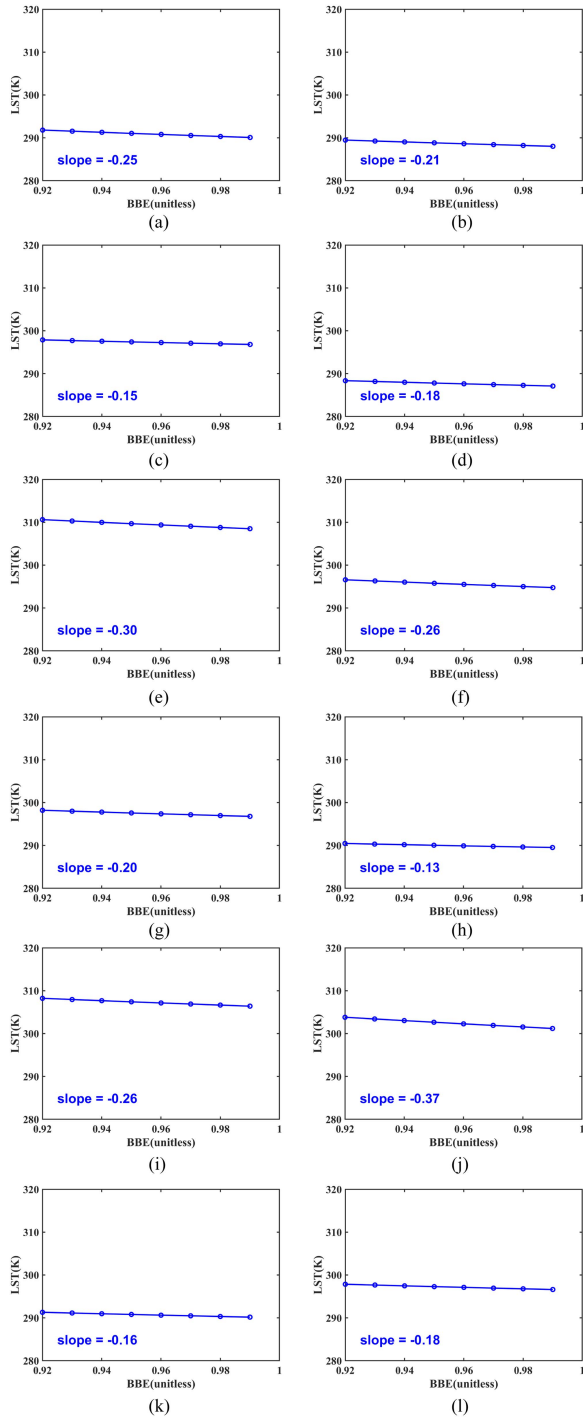 320
310
300
290
280
LST(K)
slope = -0.25
0.92 0.94 0.96 0.98 1
BBE(unitless)
(a)
320
310
300
290
280
LST(K)
slope = -0.21
0.92 0.94 0.96 0.98 1
BBE(unitless)
(b)
320
310
300
290
280
LST(K)
slope = -0.15
0.92 0.94 0.96 0.98 1
BBE(unitless)
(c)
320
310
300
290
280
LST(K)
slope = -0.18
0.92 0.94 0.96 0.98 1
BBE(unitless)
(d)
320
310
300
290
280
LST(K)
slope = -0.30
0.92 0.94 0.96 0.98 1
BBE(unitless)
(e)
320
310
300
290
280
LST(K)
slope = -0.26
0.92 0.94 0.96 0.98 1
BBE(unitless)
(f)
320
310
300
290
280
LST(K)
slope = -0.20
0.92 0.94 0.96 0.98 1
BBE(unitless)
(g)
320
310
300
290
280
LST(K)
slope = -0.13
0.92 0.94 0.96 0.98 1
BBE(unitless)
(h)
320
310
300
290
280
LST(K)
slope = -0.26
0.92 0.94 0.96 0.98 1
BBE(unitless)
(i)
320
310
300
290
280
LST(K)
slope = -0.37
0.92 0.94 0.96 0.98 1
BBE(unitless)
(j)
320
310
300
290
280
LST(K)
slope = -0.16
0.92 0.94 0.96 0.98 1
BBE(unitless)
(k)
320
310
300
290
280
LST(K)
slope = -0.18
0.92 0.94 0.96 0.98 1
BBE(unitless)
(l)